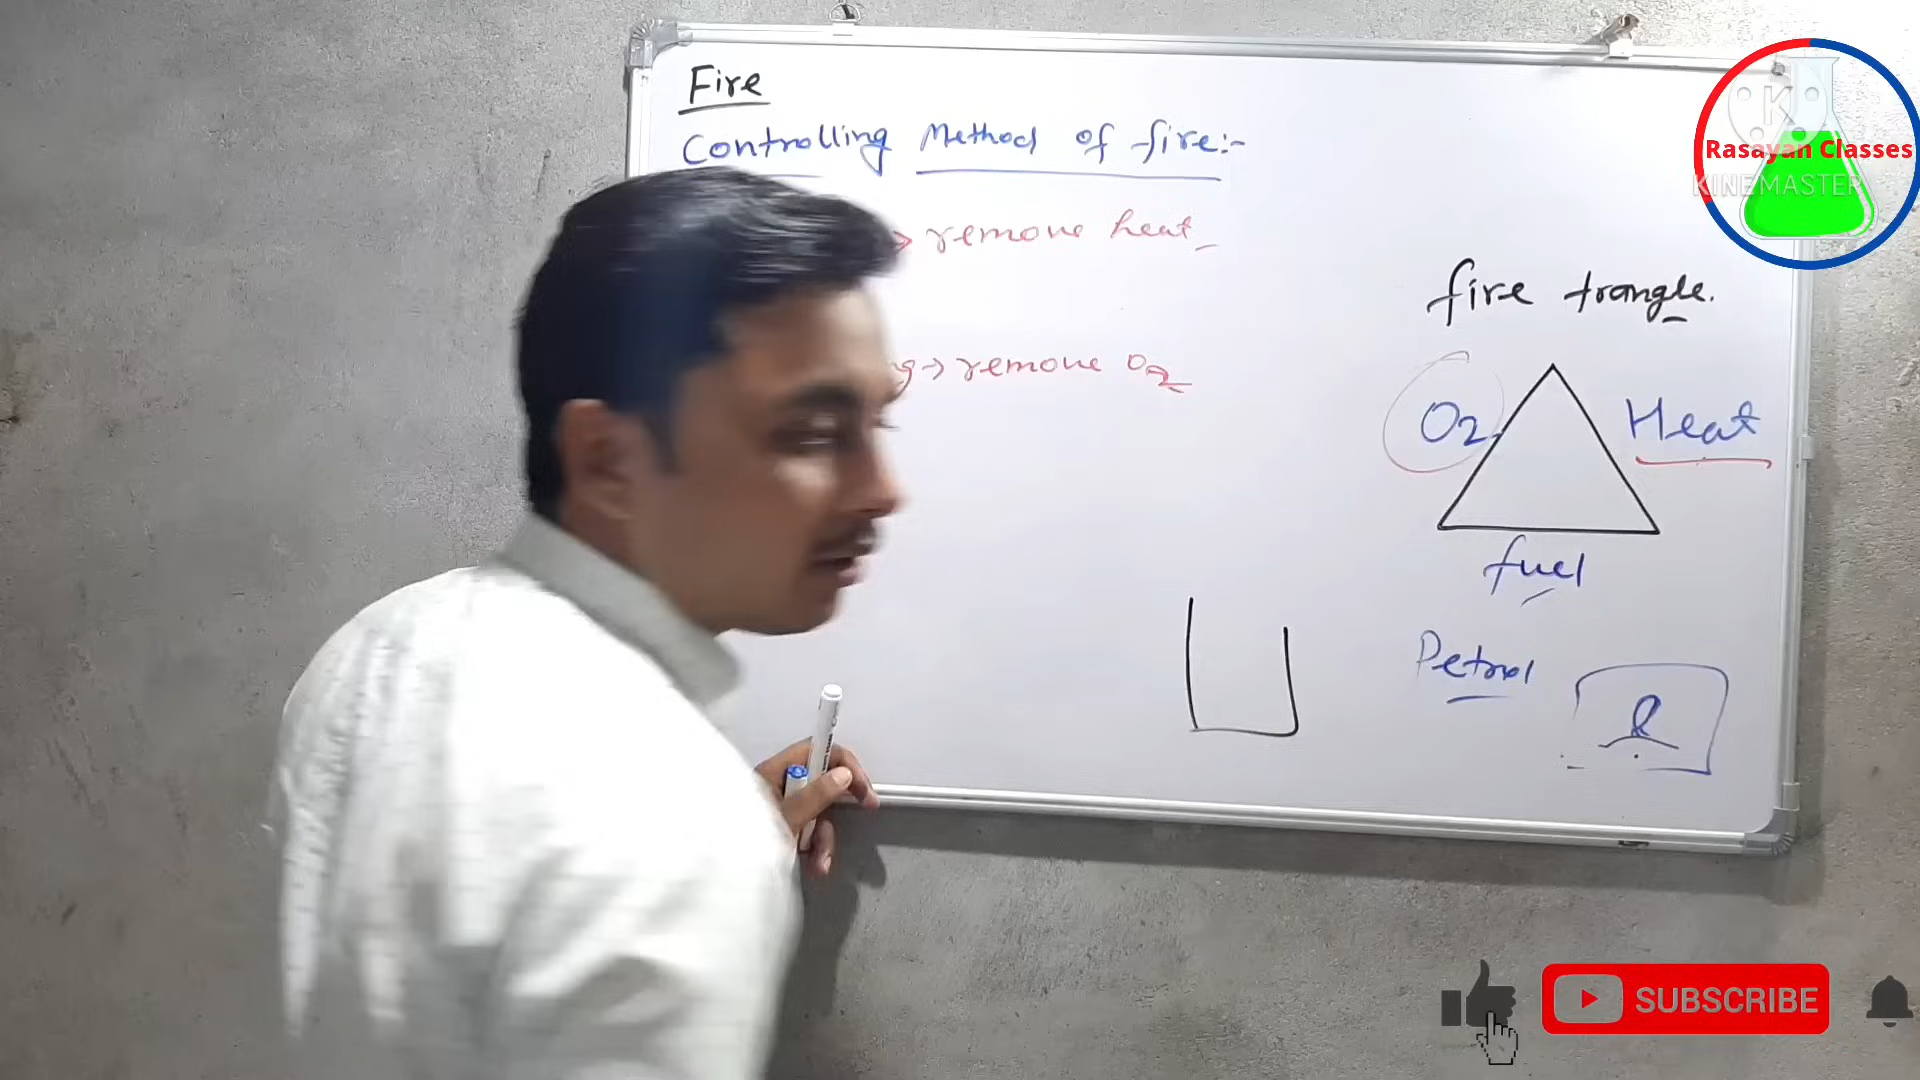 Fire
Controlling Method of fire:-
→ remove heat
g→ remove O2
fire trangle.
O2
Heat
fuel
Petrol
K
Rasayan Classes
KINEMASTER
SUBSCRIBE